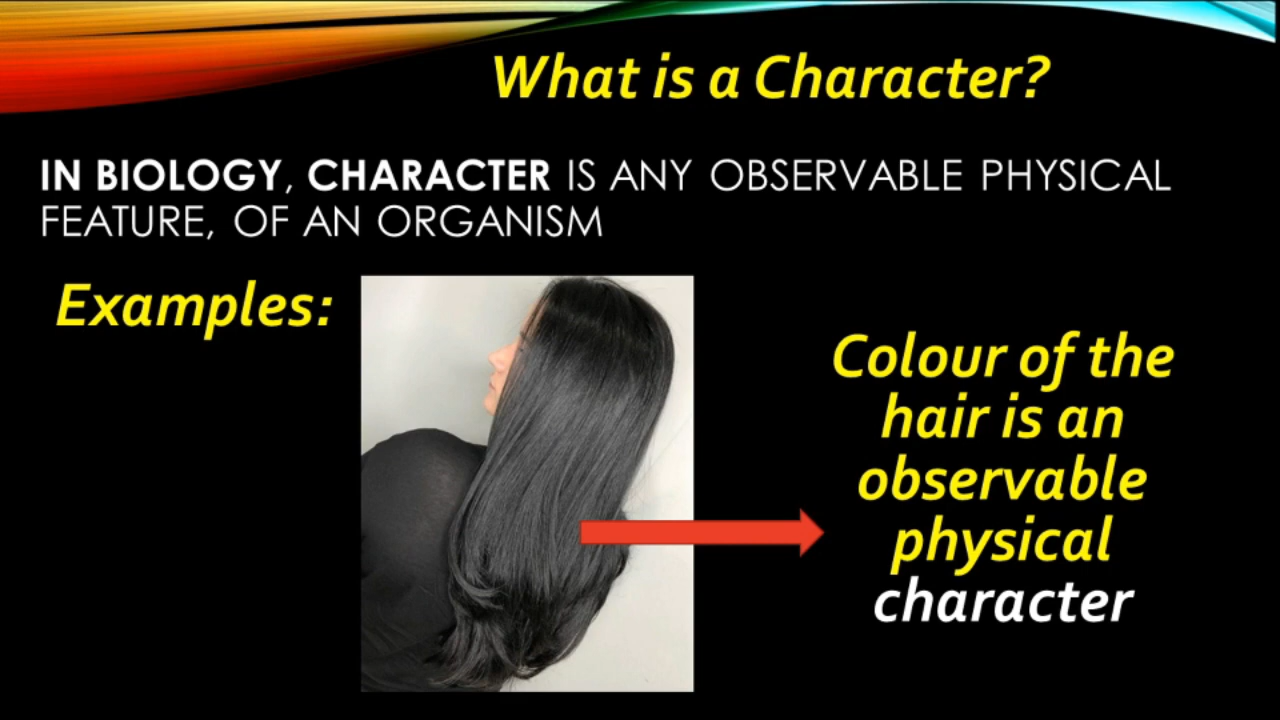 What is a Character?
IN BIOLOGY, CHARACTER IS ANY OBSERVABLE PHYSICAL
FEATURE, OF AN ORGANISM
Examples:
Colour of the
hair is an
observable
physical
character